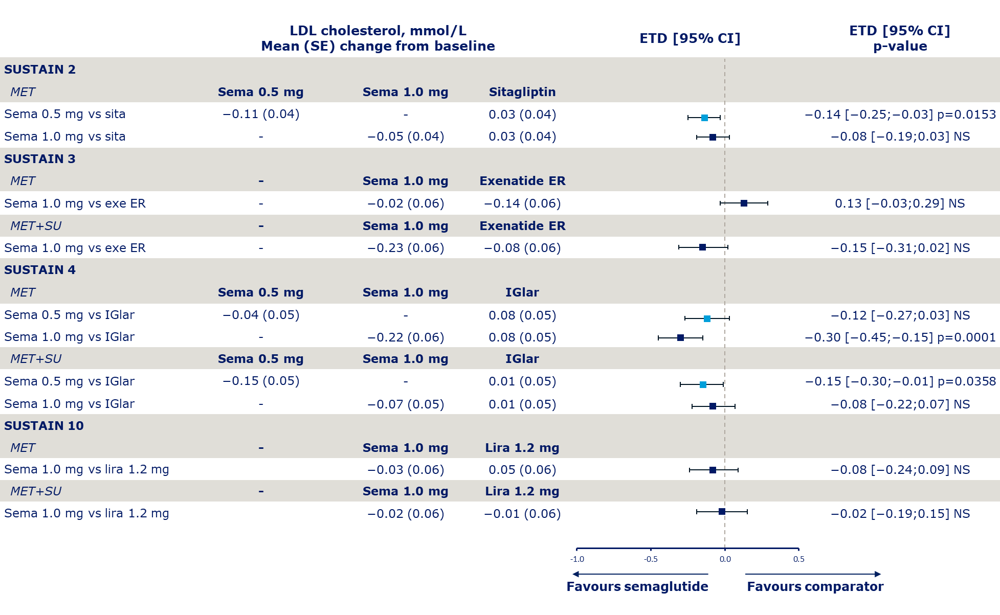 LDL cholesterol, mmol/L
Mean (SE) change from baseline
ETD [95% CI]
ETD [95% CI]
p-value
SUSTAIN 2
MET Sema 0.5 mg Sema 1.0 mg Sitagliptin
Sema 0.5 mg vs sita −0.11 (0.04) - 0.03 (0.04) −0.14 [−0.25;−0.03] p=0.0153
Sema 1.0 mg vs sita - −0.05 (0.04) 0.03 (0.04) −0.08 [−0.19;0.03] NS
SUSTAIN 3
MET - Sema 1.0 mg Exenatide ER
Sema 1.0 mg vs exe ER - −0.02 (0.06) −0.14 (0.06) 0.13 [−0.03;0.29] NS
MET+SU - Sema 1.0 mg Exenatide ER
Sema 1.0 mg vs exe ER - −0.23 (0.06) −0.08 (0.06) −0.15 [−0.31;0.02] NS
SUSTAIN 4
MET Sema 0.5 mg Sema 1.0 mg IGlar
Sema 0.5 mg vs IGlar −0.04 (0.05) - 0.08 (0.05) −0.12 [−0.27;0.03] NS
Sema 1.0 mg vs IGlar - −0.22 (0.06) 0.08 (0.05) −0.30 [−0.45;−0.15] p=0.0001
MET+SU Sema 0.5 mg Sema 1.0 mg IGlar
Sema 0.5 mg vs IGlar −0.15 (0.05) - 0.01 (0.05) −0.15 [−0.30;−0.01] p=0.0358
Sema 1.0 mg vs IGlar - −0.07 (0.05) 0.01 (0.05) −0.08 [−0.22;0.07] NS
SUSTAIN 10
MET - Sema 1.0 mg Lira 1.2 mg
Sema 1.0 mg vs lira 1.2 mg −0.03 (0.06) 0.05 (0.06) −0.08 [−0.24;0.09] NS
MET+SU - Sema 1.0 mg Lira 1.2 mg
Sema 1.0 mg vs lira 1.2 mg −0.02 (0.06) −0.01 (0.06) −0.02 [−0.19;0.15] NS
-1.0 -0.5 0.0 0.5
Favours semaglutide Favours comparator